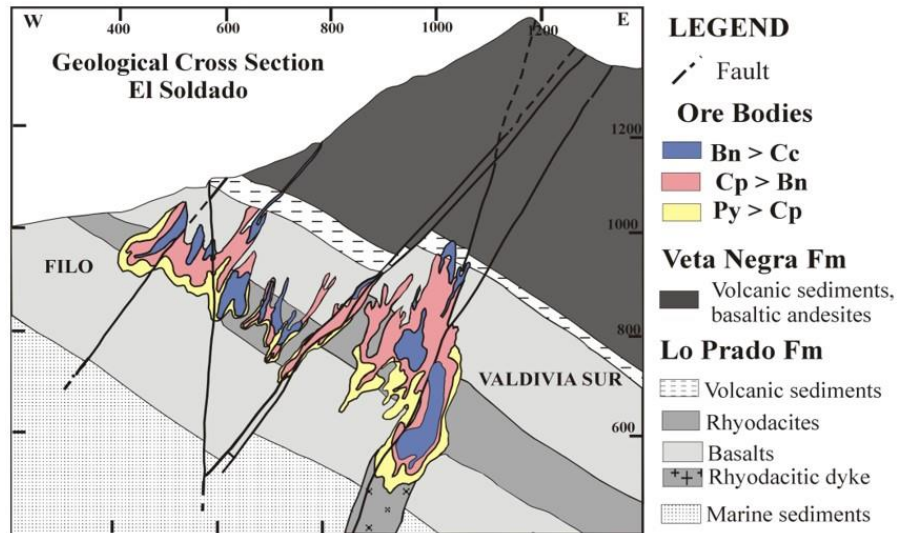 W
400
600
800
1000
1200
E
Geological Cross Section
El Soldado
1200
1000
800
600
FILO
VALDIVIA SUR
LEGEND
Fault
Ore Bodies
Bn > Cc
Cp > Bn
Py > Cp
Veta Negra Fm
Volcanic sediments,
basaltic andesites
Lo Prado Fm
Volcanic sediments
Rhyodacites
Basalts
Rhyodacitic dyke
Marine sediments